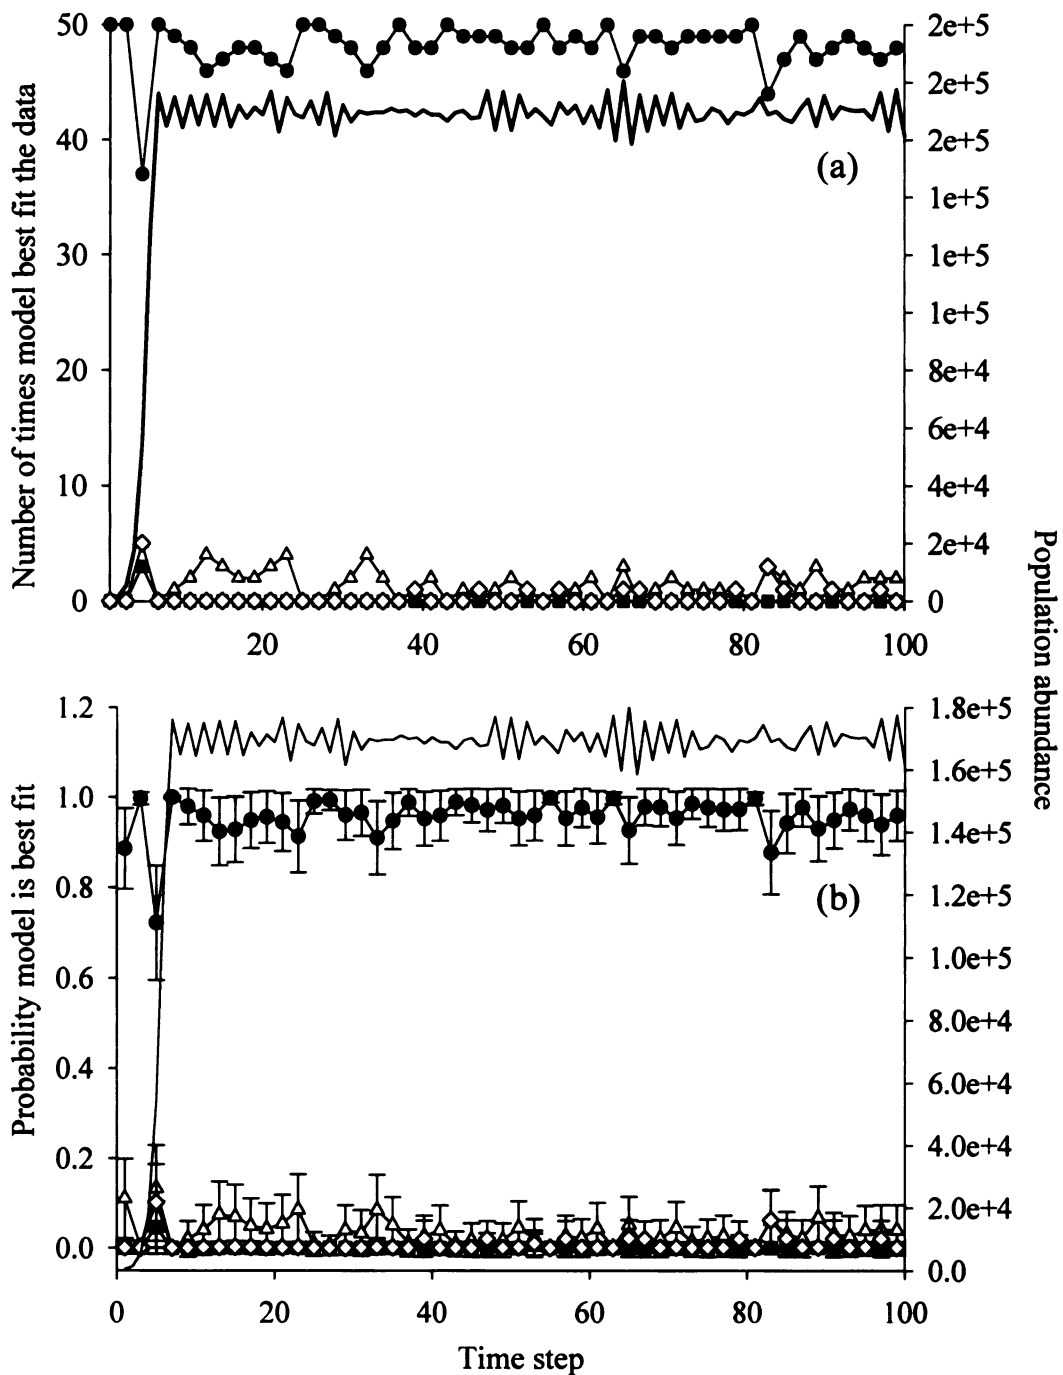 Number of times model best fit the data
50
40
30
20
10
0
2e+5
2e+5
2e+5
1e+5
1e+5
1e+5
8e+4
6e+4
4e+4
2e+4
0
(a)
20
40
60
80
100
Population abundance
Probability model is best fit
1.2
1.0
0.8
0.6
0.4
0.2
0.0
1.8e+5
1.6e+5
1.4e+5
1.2e+5
1.0e+5
8.0e+4
6.0e+4
4.0e+4
2.0e+4
0.0
(b)
0
20
40
60
80
100
Time step